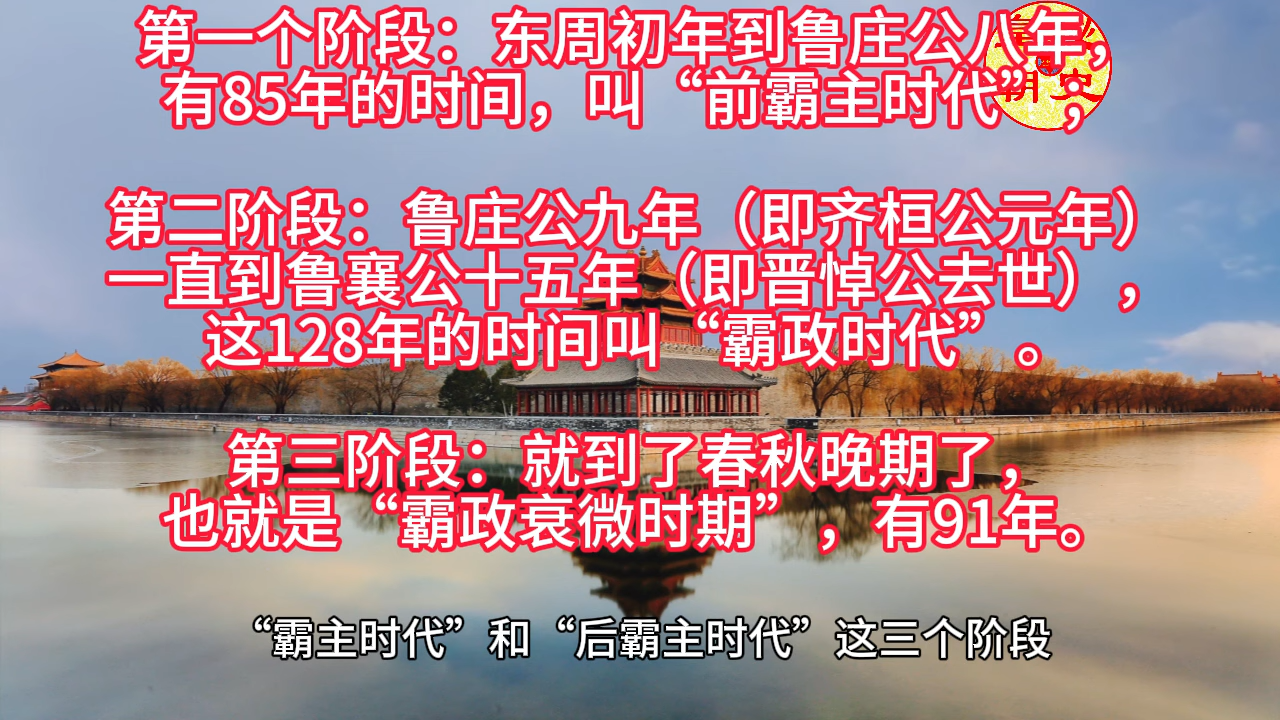 第一个阶段：东周初年到鲁庄公八年，
有85年的时间，叫“前霸主时代”；
第二阶段：鲁庄公九年（即齐桓公元年）
一直到鲁襄公十五年（即晋悼公去世），
这128年的时间叫“霸政时代”。
第三阶段：就到了春秋晚期了，
也就是“霸政衰微时期”，有91年。
“霸主时代”和“后霸主时代”这三个阶段